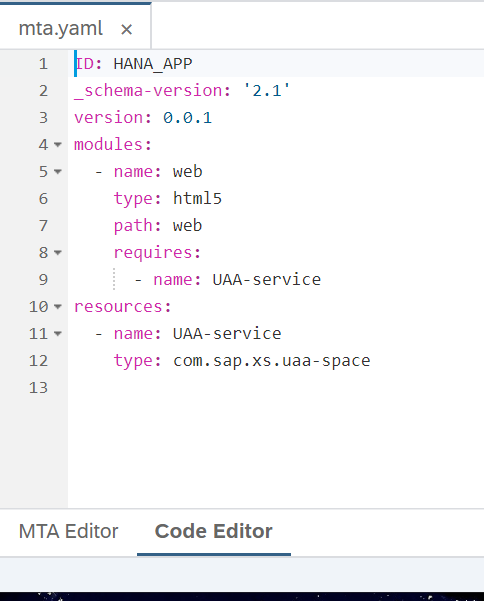 mta.yaml ×
1 ID: HANA_APP
2 _schema-version: '2.1'
3 version: 0.0.1
4 modules:
5 - name: web
6 type: html5
7 path: web
8 requires:
9 - name: UAA-service
10 resources:
11 - name: UAA-service
12 type: com.sap.xs.uaa-space
13
MTA Editor Code Editor